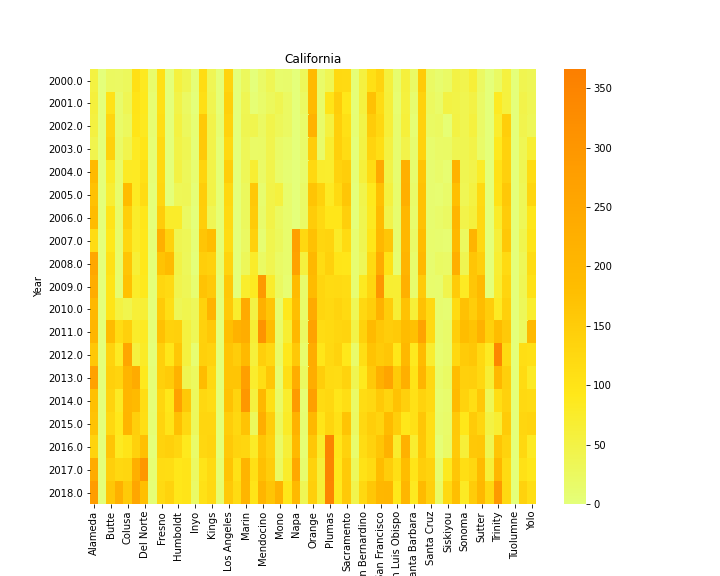 California
2000.0
2001.0
2002.0
2003.0
2004.0
2005.0
2006.0
2007.0
2008.0
2009.0
2010.0
2011.0
2012.0
2013.0
2014.0
2015.0
2016.0
2017.0
2018.0
Year
Alameda
Butte
Colusa
Del Norte
Fresno
Humboldt
Inyo
Kings
Los Angeles
Marin
Mendocino
Mono
Napa
Orange
Plumas
Sacramento
n Bernardino
an Francisco
n Luis Obispo
anta Barbara
Santa Cruz
Siskiyou
Sonoma
Sutter
Trinity
Tuolumne
Yolo
350
300
250
200
150
100
50
0